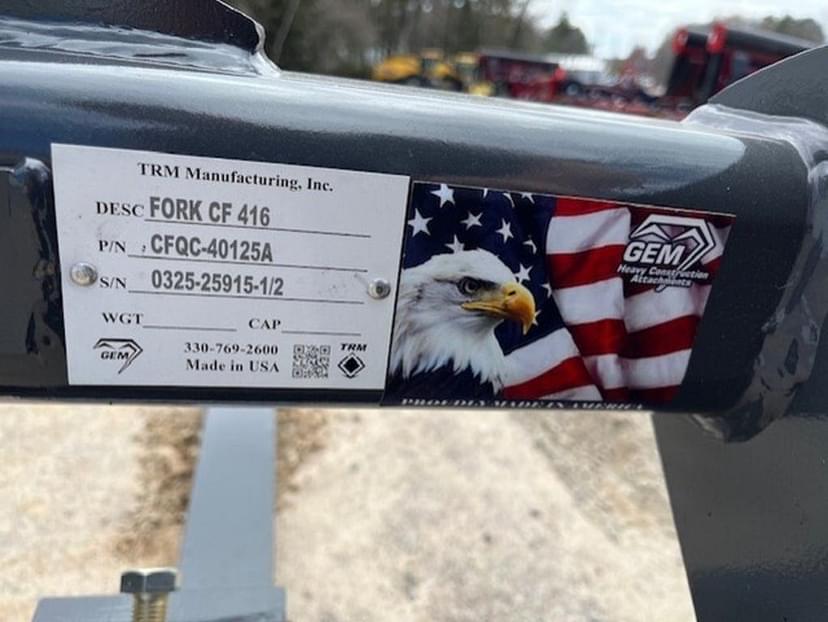 TRM Manufacturing, Inc.
DESC FORK CF 416
P/N CFQC-40125A
S/N 0325-25915-1/2
WGT CAP
GEM 330-769-2600 TRM
Made in USA
GEM
Heavy Construction
Attachments
PROUDLY MADE IN AMERICA